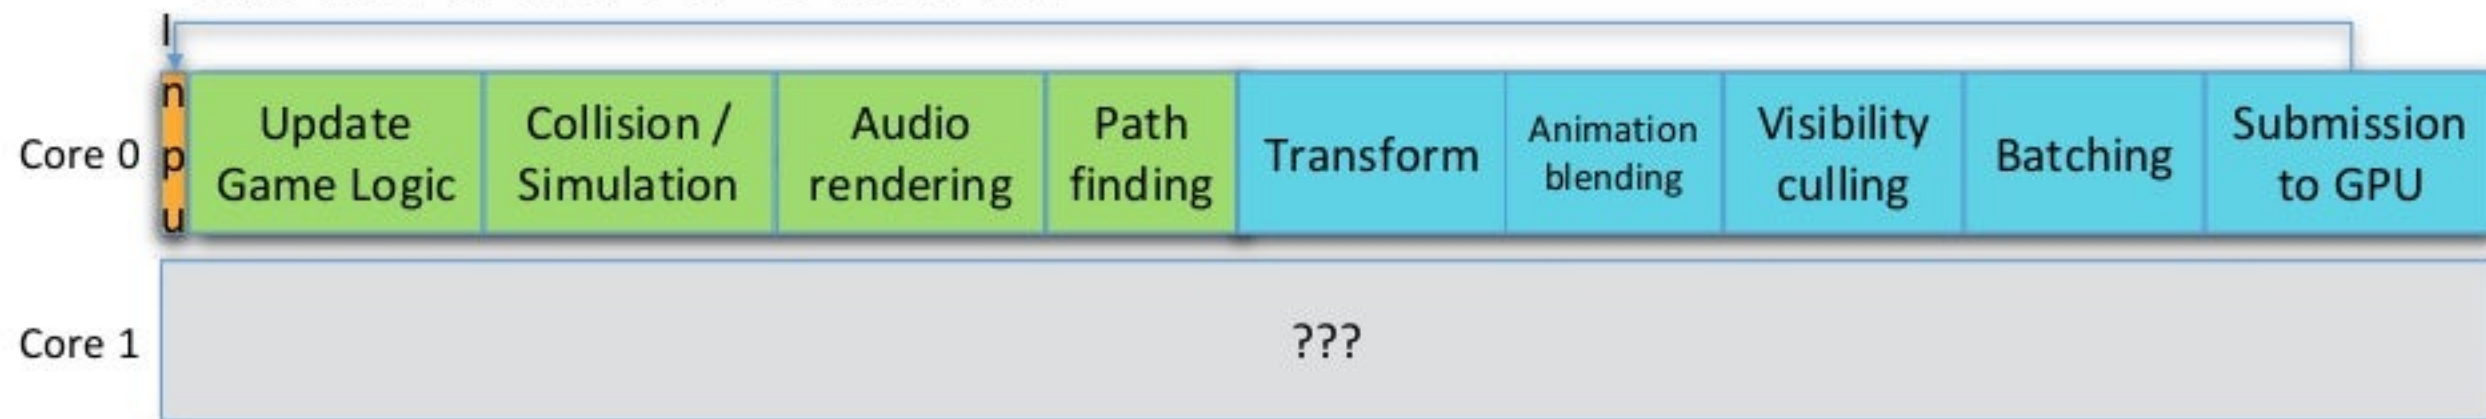 I
n
p
u
Core 0
Update
Game Logic
Collision /
Simulation
Audio
rendering
Path
finding
Transform
Animation
blending
Visibility
culling
Batching
Submission
to GPU
Core 1
???